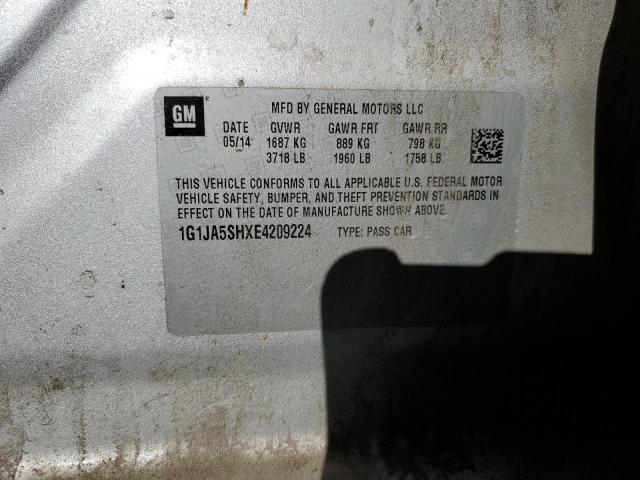 GM
MFD BY GENERAL MOTORS LLC
DATE GVWR GAWR FRT GAWR RR
05/14 1687 KG 889 KG 798 KG
3718 LB 1960 LB 1758 LB
THIS VEHICLE CONFORMS TO ALL APPLICABLE U.S. FEDERAL MOTOR
VEHICLE SAFETY, BUMPER, AND THEFT PREVENTION STANDARDS IN
EFFECT ON THE DATE OF MANUFACTURE SHOWN ABOVE.
1G1JA5SHXE4209224 TYPE: PASS CAR